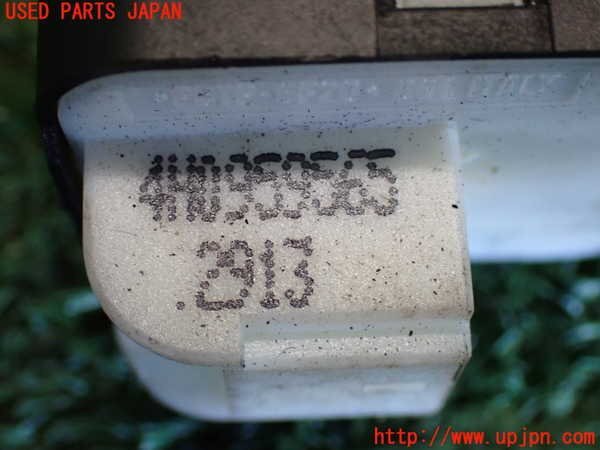 USED PARTS JAPAN
4H0959565
.2913
http://www.upjpn.com/